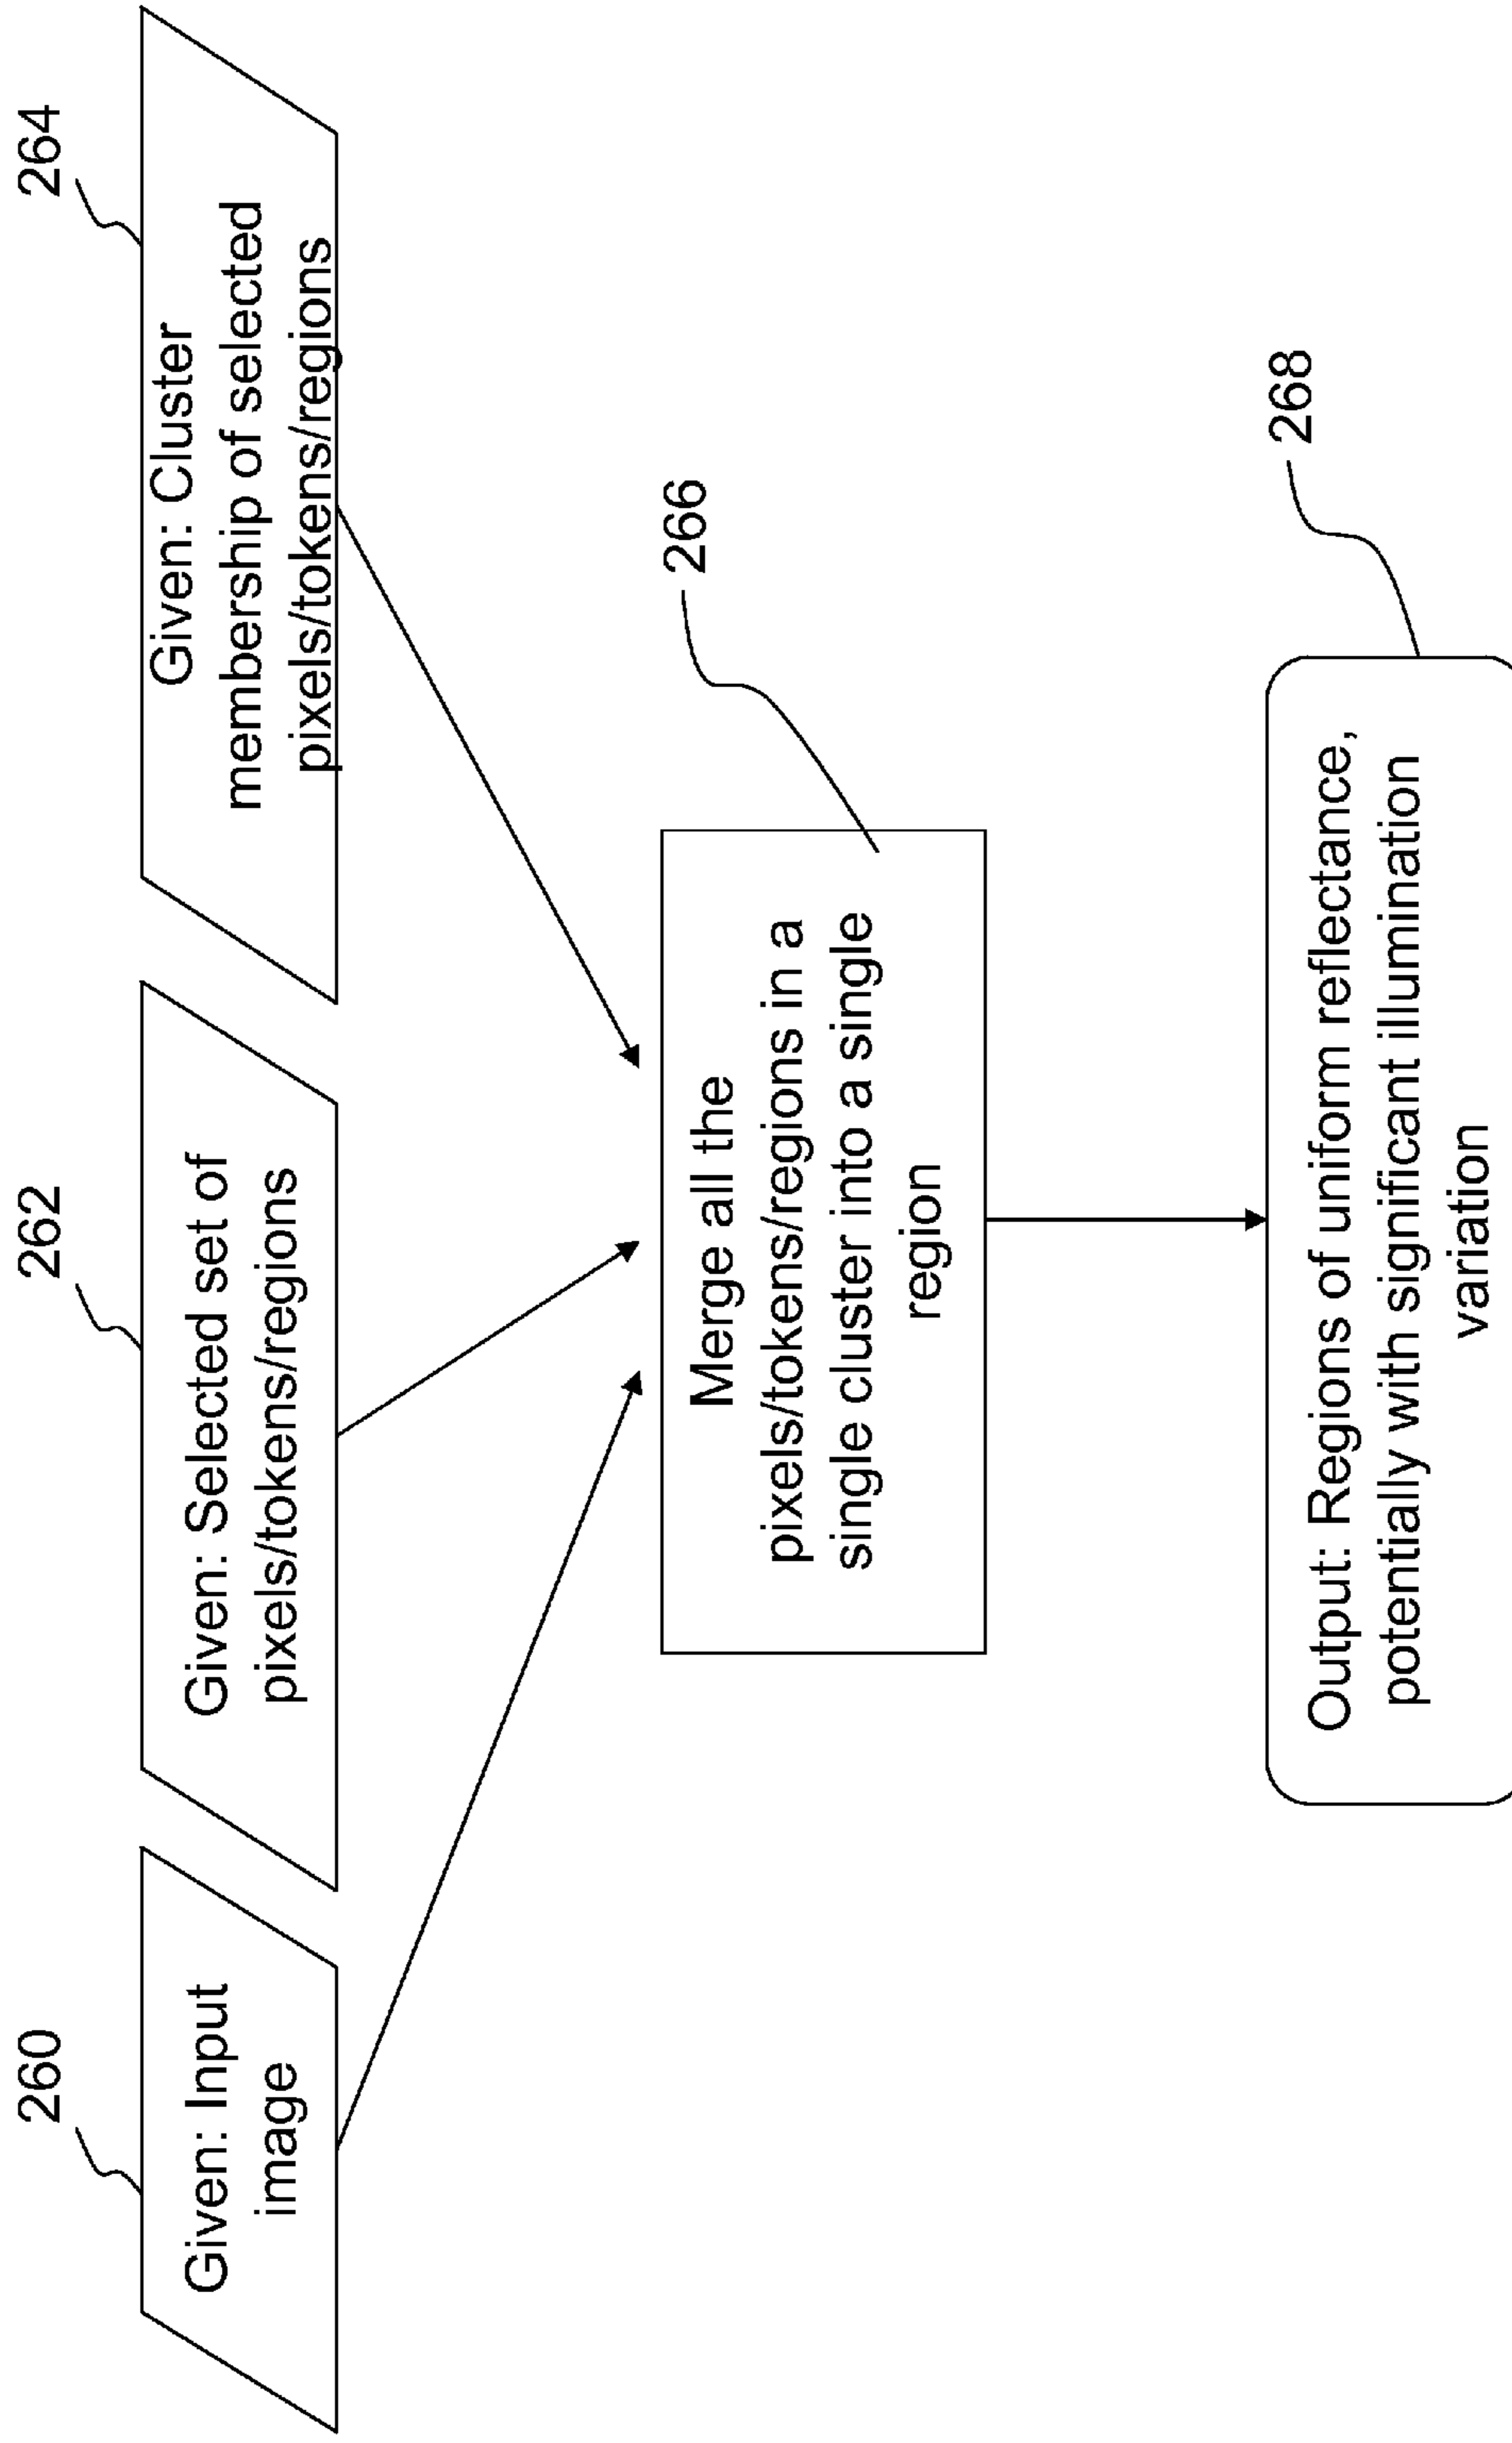 260
Given: Input
image
262
Given: Selected set of
pixels/tokens/regions
264
Given: Cluster
membership of selected
pixels/tokens/regions
266
Merge all the
pixels/tokens/regions in a
single cluster into a single
region
268
Output: Regions of uniform reflectance,
potentially with significant illumination
variation